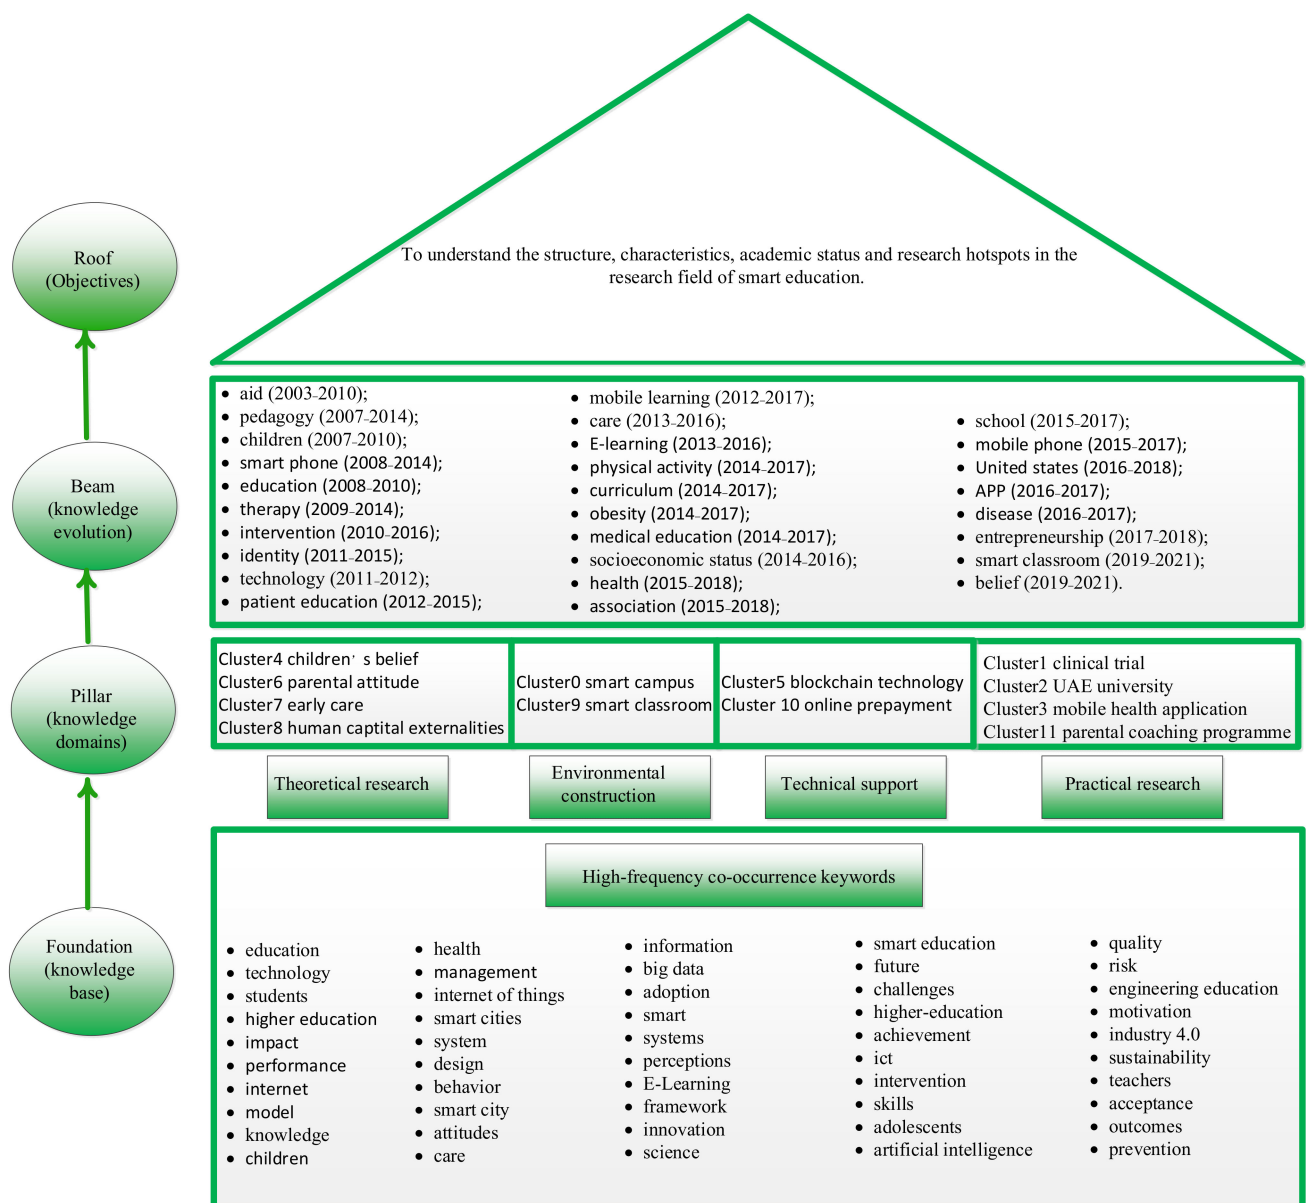 To understand the structure, characteristics, academic status and research hotspots in the
research field of smart education.
Roof
(Objectives)
Beam
(knowledge
evolution)
Pillar
(knowledge
domains)
Foundation
(knowledge
base)
• aid (2003-2010);
• pedagogy (2007-2014);
• children (2007-2010);
• smart phone (2008-2014);
• education (2008-2010);
• therapy (2009-2014);
• intervention (2010-2016);
• identity (2011-2015);
• technology (2011-2012);
• patient education (2012-2015);
• mobile learning (2012-2017);
• care (2013-2016);
• E-learning (2013-2016);
• physical activity (2014-2017);
• curriculum (2014-2017);
• obesity (2014-2017);
• medical education (2014-2017);
• socioeconomic status (2014-2016);
• health (2015-2018);
• association (2015-2018);
• school (2015-2017);
• mobile phone (2015-2017);
• United states (2016-2018);
• APP (2016-2017);
• disease (2016-2017);
• entrepreneurship (2017-2018);
• smart classroom (2019-2021);
• belief (2019-2021).
Cluster4 children’ s belief
Cluster6 parental attitude
Cluster7 early care
Cluster8 human captital externalities
Cluster0 smart campus
Cluster9 smart classroom
Cluster5 blockchain technology
Cluster 10 online prepayment
Cluster1 clinical trial
Cluster2 UAE university
Cluster3 mobile health application
Cluster11 parental coaching programme
Theoretical research
Environmental
construction
Technical support
Practical research
High-frequency co-occurrence keywords
• education
• technology
• students
• higher education
• impact
• performance
• internet
• model
• knowledge
• children
• health
• management
• internet of things
• smart cities
• system
• design
• behavior
• smart city
• attitudes
• care
• information
• big data
• adoption
• smart
• systems
• perceptions
• E-Learning
• framework
• innovation
• science
• smart education
• future
• challenges
• higher-education
• achievement
• ict
• intervention
• skills
• adolescents
• artificial intelligence
• quality
• risk
• engineering education
• motivation
• industry 4.0
• sustainability
• teachers
• acceptance
• outcomes
• prevention